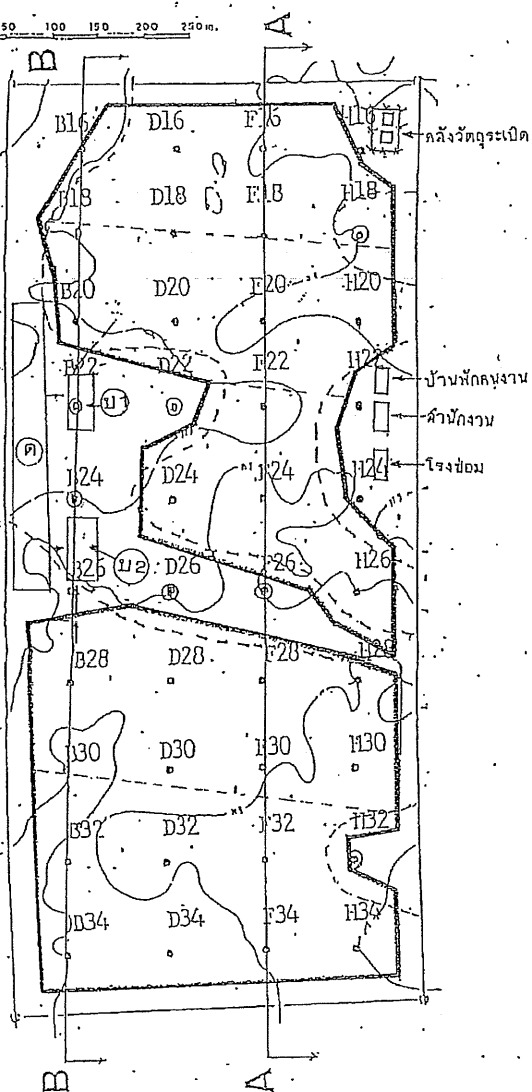 50 100 150 200 250 m.
B A
B16 D16 F16 H16
คลังวัตถุระเบิด
B18 D18 F18 H18
B20 D20 F20 H20
B22 D22 F22 H22
บ้านพักคนงาน
บ1
สำนักงาน
B24 D24 F24 H24
โรงซ่อม
B26 บ2 D26 F26 H26
B28 D28 F28 H28
B30 D30 F30 H30
B32 D32 F32 H32
B34 D34 F34 H34
B A